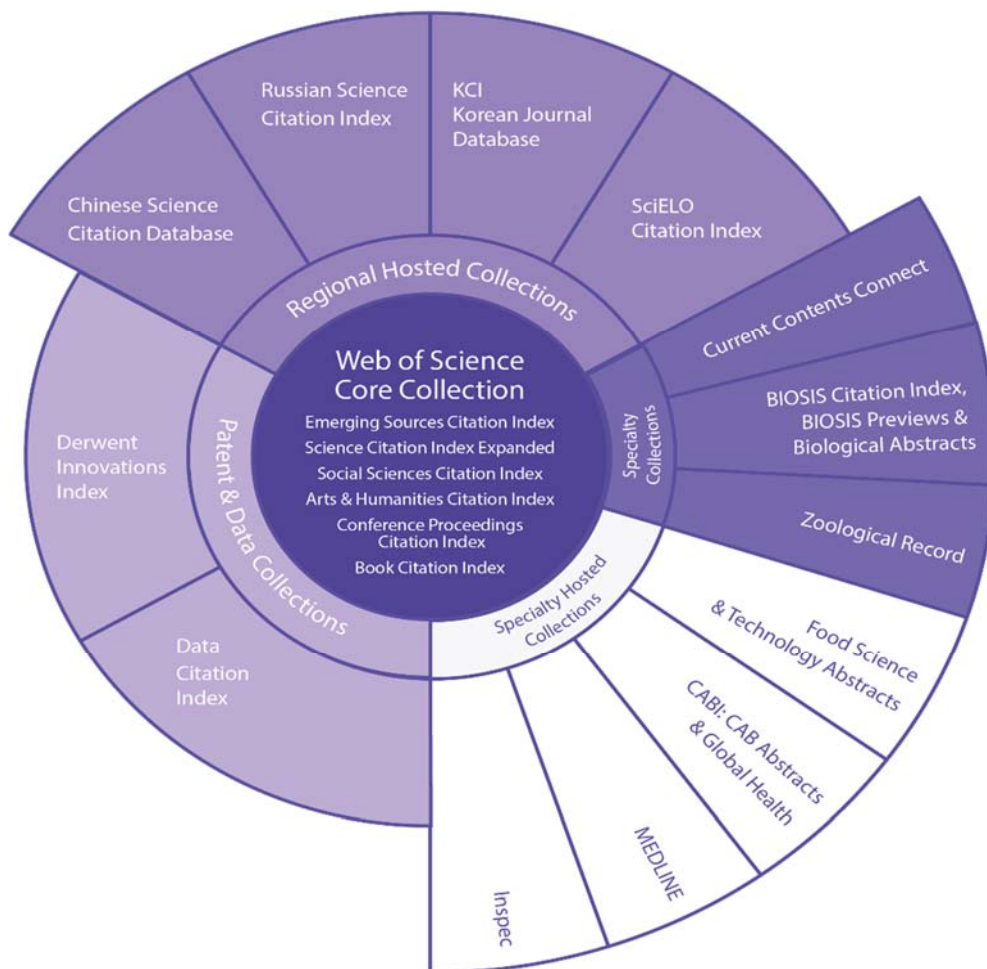 Web of Science
Core Collection
Emerging Sources Citation Index
Science Citation Index Expanded
Social Sciences Citation Index
Arts & Humanities Citation Index
Conference Proceedings
Citation Index
Book Citation Index
Regional Hosted Collections
Chinese Science
Citation Database
Russian Science
Citation Index
KCI
Korean Journal
Database
SciELO
Citation Index
Specialty
Collections
Current Contents Connect
BIOSIS Citation Index,
BIOSIS Previews &
Biological Abstracts
Zoological Record
Specialty Hosted
Collections
Food Science
& Technology Abstracts
CABI: CAB Abstracts
& Global Health
MEDLINE
Inspec
Patent & Data Collections
Data
Citation
Index
Derwent
Innovations
Index